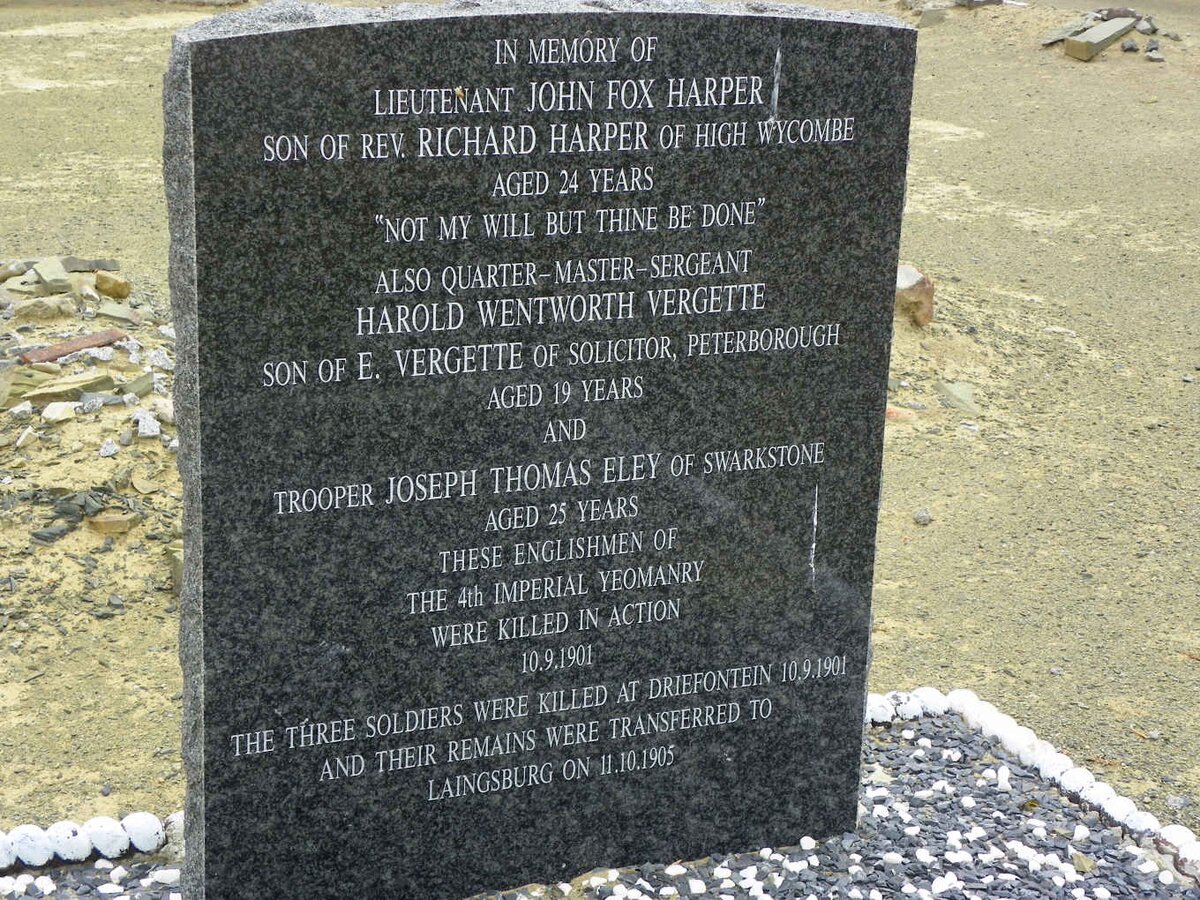 IN MEMORY OF
LIEUTENANT JOHN FOX HARPER
SON OF REV. RICHARD HARPER OF HIGH WYCOMBE
AGED 24 YEARS
"NOT MY WILL BUT THINE BE DONE"
ALSO QUARTER-MASTER-SERGEANT
HAROLD WENTWORTH VERGETTE
SON OF E. VERGETTE OF SOLICITOR, PETERBOROUGH
AGED 19 YEARS
AND
TROOPER JOSEPH THOMAS ELEY OF SWARKSTONE
AGED 25 YEARS
THESE ENGLISHMEN OF
THE 4th IMPERIAL YEOMANRY
WERE KILLED IN ACTION
10.9.1901
THE THREE SOLDIERS WERE KILLED AT DRIEFONTEIN 10.9.1901
AND THEIR REMAINS WERE TRANSFERRED TO
LAINGSBURG ON 11.10.1905